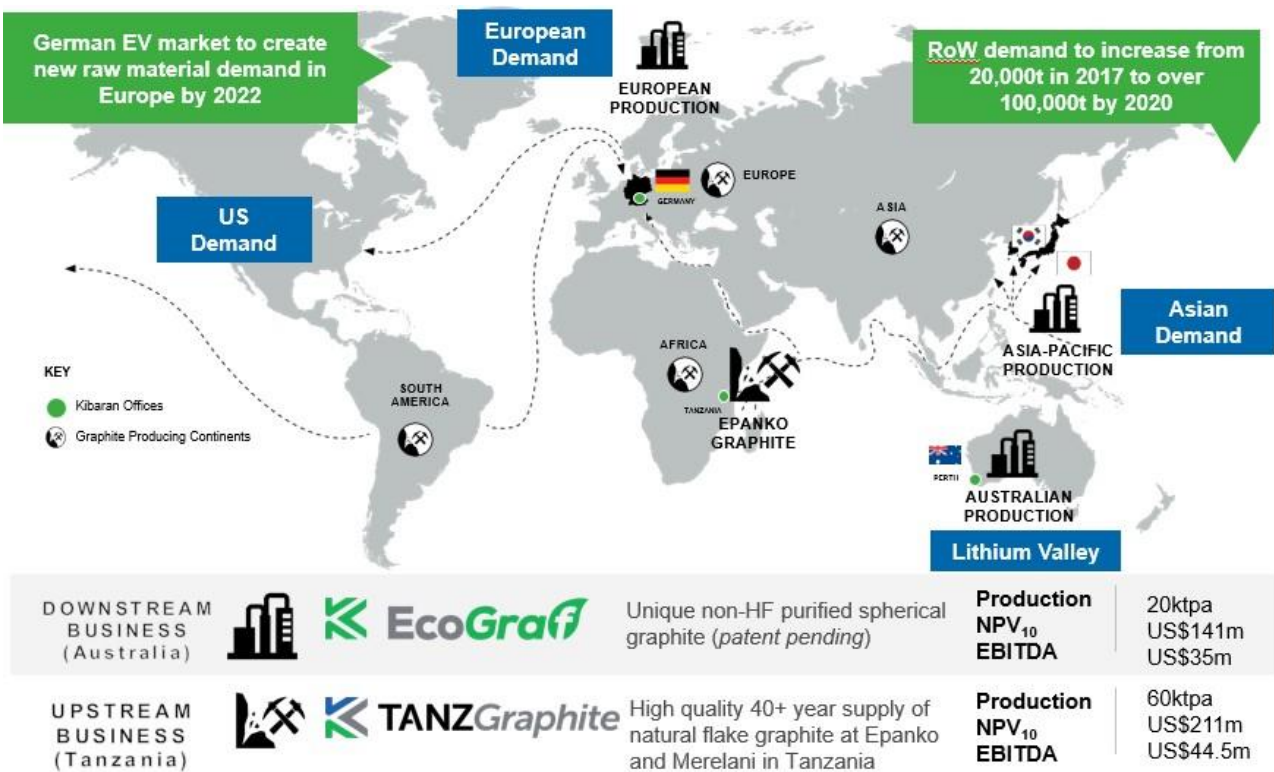 German EV market to create
new raw material demand in
Europe by 2022
European
Demand
EUROPEAN
PRODUCTION
RoW demand to increase from
20,000t in 2017 to over
100,000t by 2020
US
Demand
GERMANY
EUROPE
ASIA
Asian
Demand
ASIA-PACIFIC
PRODUCTION
KEY
Kibaran Offices
Graphite Producing Continents
SOUTH
AMERICA
AFRICA
TANZANIA
EPANKO
GRAPHITE
PERTH
AUSTRALIAN
PRODUCTION
Lithium Valley
DOWNSTREAM
BUSINESS
(Australia)
EcoGraf
Unique non-HF purified spherical
graphite (patent pending)
Production
NPV₁₀
EBITDA
20ktpa
US$141m
US$35m
UPSTREAM
BUSINESS
(Tanzania)
TANZGraphite
High quality 40+ year supply of
natural flake graphite at Epanko
and Merelani in Tanzania
Production
NPV₁₀
EBITDA
60ktpa
US$211m
US$44.5m